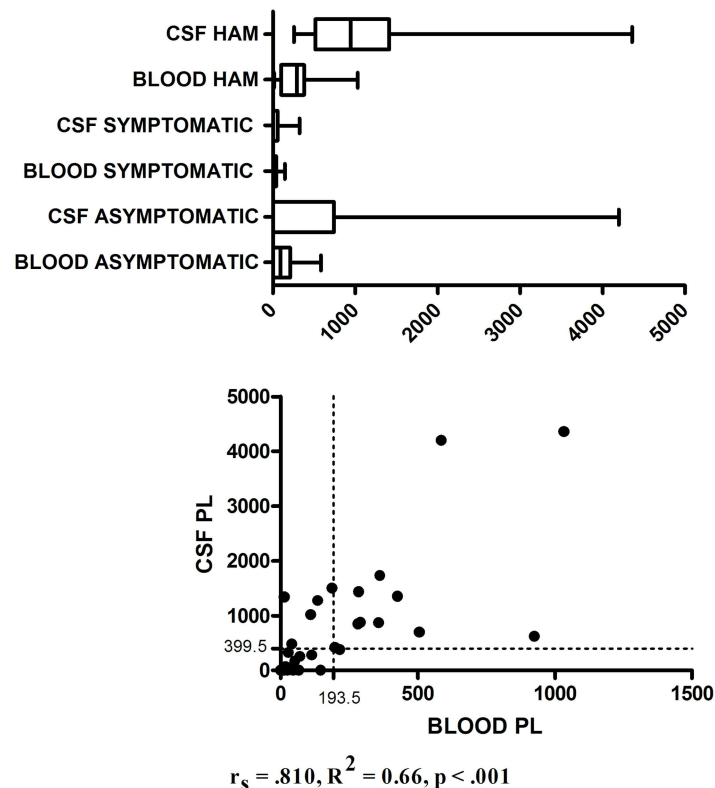 CSF HAM
BLOOD HAM
CSF SYMPTOMATIC
BLOOD SYMPTOMATIC
CSF ASYMPTOMATIC
BLOOD ASYMPTOMATIC
0 1000 2000 3000 4000 5000
5000
4000
3000
2000
1000
399.5
0
CSF PL
0 193.5 500 1000 1500
BLOOD PL
r_s = .810, R^2 = 0.66, p < .001